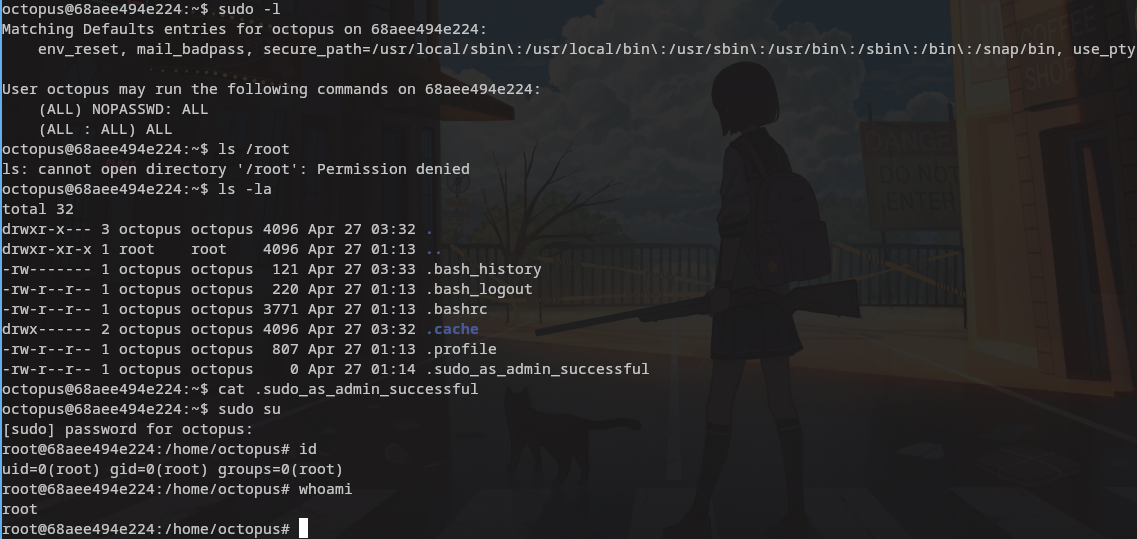 octopus@68aee494e224:~$ sudo -l
Matching Defaults entries for octopus on 68aee494e224:
    env_reset, mail_badpass, secure_path=/usr/local/sbin\:/usr/local/bin\:/usr/sbin\:/usr/bin\:/sbin\:/bin\:/snap/bin, use_pty

User octopus may run the following commands on 68aee494e224:
    (ALL) NOPASSWD: ALL
    (ALL : ALL) ALL
octopus@68aee494e224:~$ ls /root
ls: cannot open directory '/root': Permission denied
octopus@68aee494e224:~$ ls -la
total 32
drwxr-x--- 3 octopus octopus 4096 Apr 27 03:32 .
drwxr-xr-x 1 root    root    4096 Apr 27 01:13 ..
-rw------- 1 octopus octopus  121 Apr 27 03:33 .bash_history
-rw-r--r-- 1 octopus octopus  220 Apr 27 01:13 .bash_logout
-rw-r--r-- 1 octopus octopus 3771 Apr 27 01:13 .bashrc
drwx------ 2 octopus octopus 4096 Apr 27 03:32 .cache
-rw-r--r-- 1 octopus octopus  807 Apr 27 01:13 .profile
-rw-r--r-- 1 octopus octopus    0 Apr 27 01:14 .sudo_as_admin_successful
octopus@68aee494e224:~$ cat .sudo_as_admin_successful
octopus@68aee494e224:~$ sudo su
[sudo] password for octopus:
root@68aee494e224:/home/octopus# id
uid=0(root) gid=0(root) groups=0(root)
root@68aee494e224:/home/octopus# whoami
root
root@68aee494e224:/home/octopus#
COFFEE
SHOP
DANGER
DO NOT
ENTER